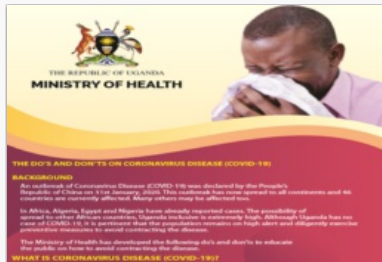 THE REPUBLIC OF UGANDA
MINISTRY OF HEALTH
THE DO'S AND DON'TS ON CORONAVIRUS DISEASE (COVID-19)
BACKGROUND
An outbreak of Coronavirus Disease (COVID-19) was declared by the People's
Republic of China on 31st January, 2020. This outbreak has now spread to all continents and 46
countries are currently affected. Many others may be affected too.
In Africa, Algeria, Egypt and Nigeria have already reported cases. The possibility of
spread to other African countries, Uganda inclusive is extremely high. Although Uganda has no
case of COVID-19, it is pertinent that the population remains on high alert and diligently exercise
preventive measures to avoid contracting the disease.
The Ministry of Health has developed the following do's and don'ts to educate
the public on how to avoid contracting the disease.
WHAT IS CORONAVIRUS DISEASE (COVID-19)?